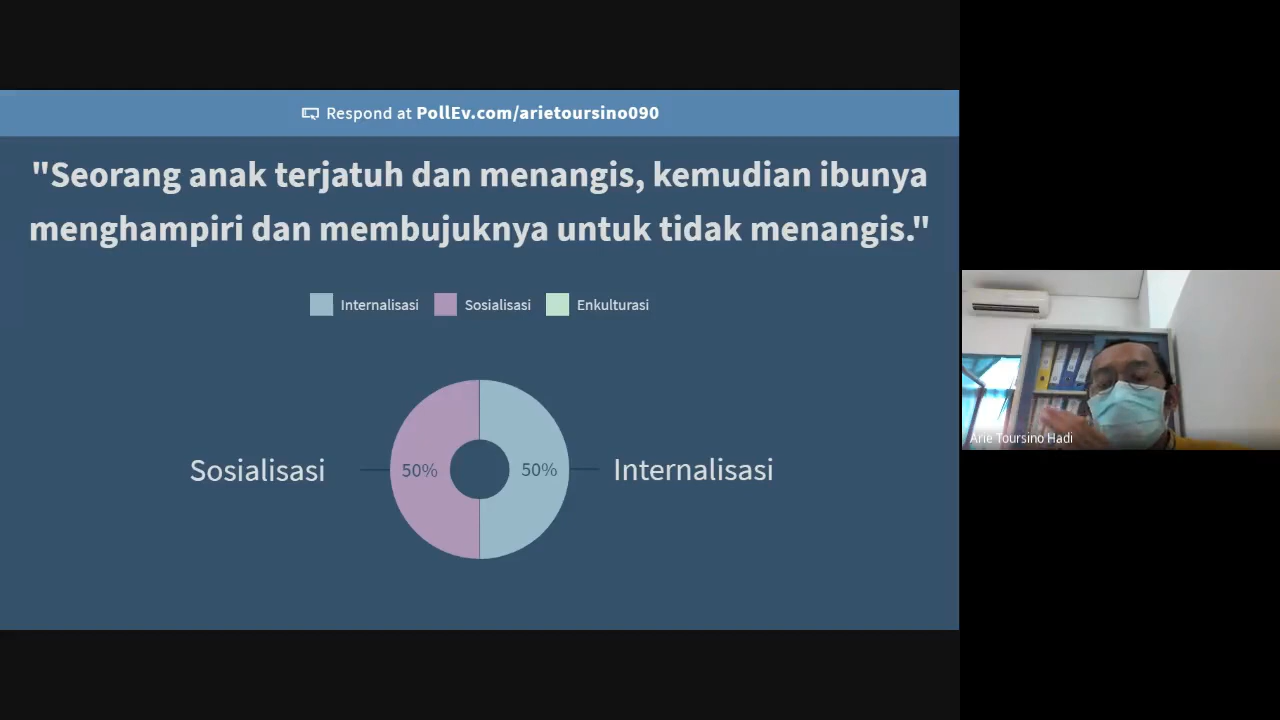 Respond at PollEv.com/arietoursino090
"Seorang anak terjatuh dan menangis, kemudian ibunya
menghampiri dan membujuknya untuk tidak menangis."
Internalisasi Sosialisasi Enkulturasi
Sosialisasi 50% 50% Internalisasi
Arie Toursino Hadi